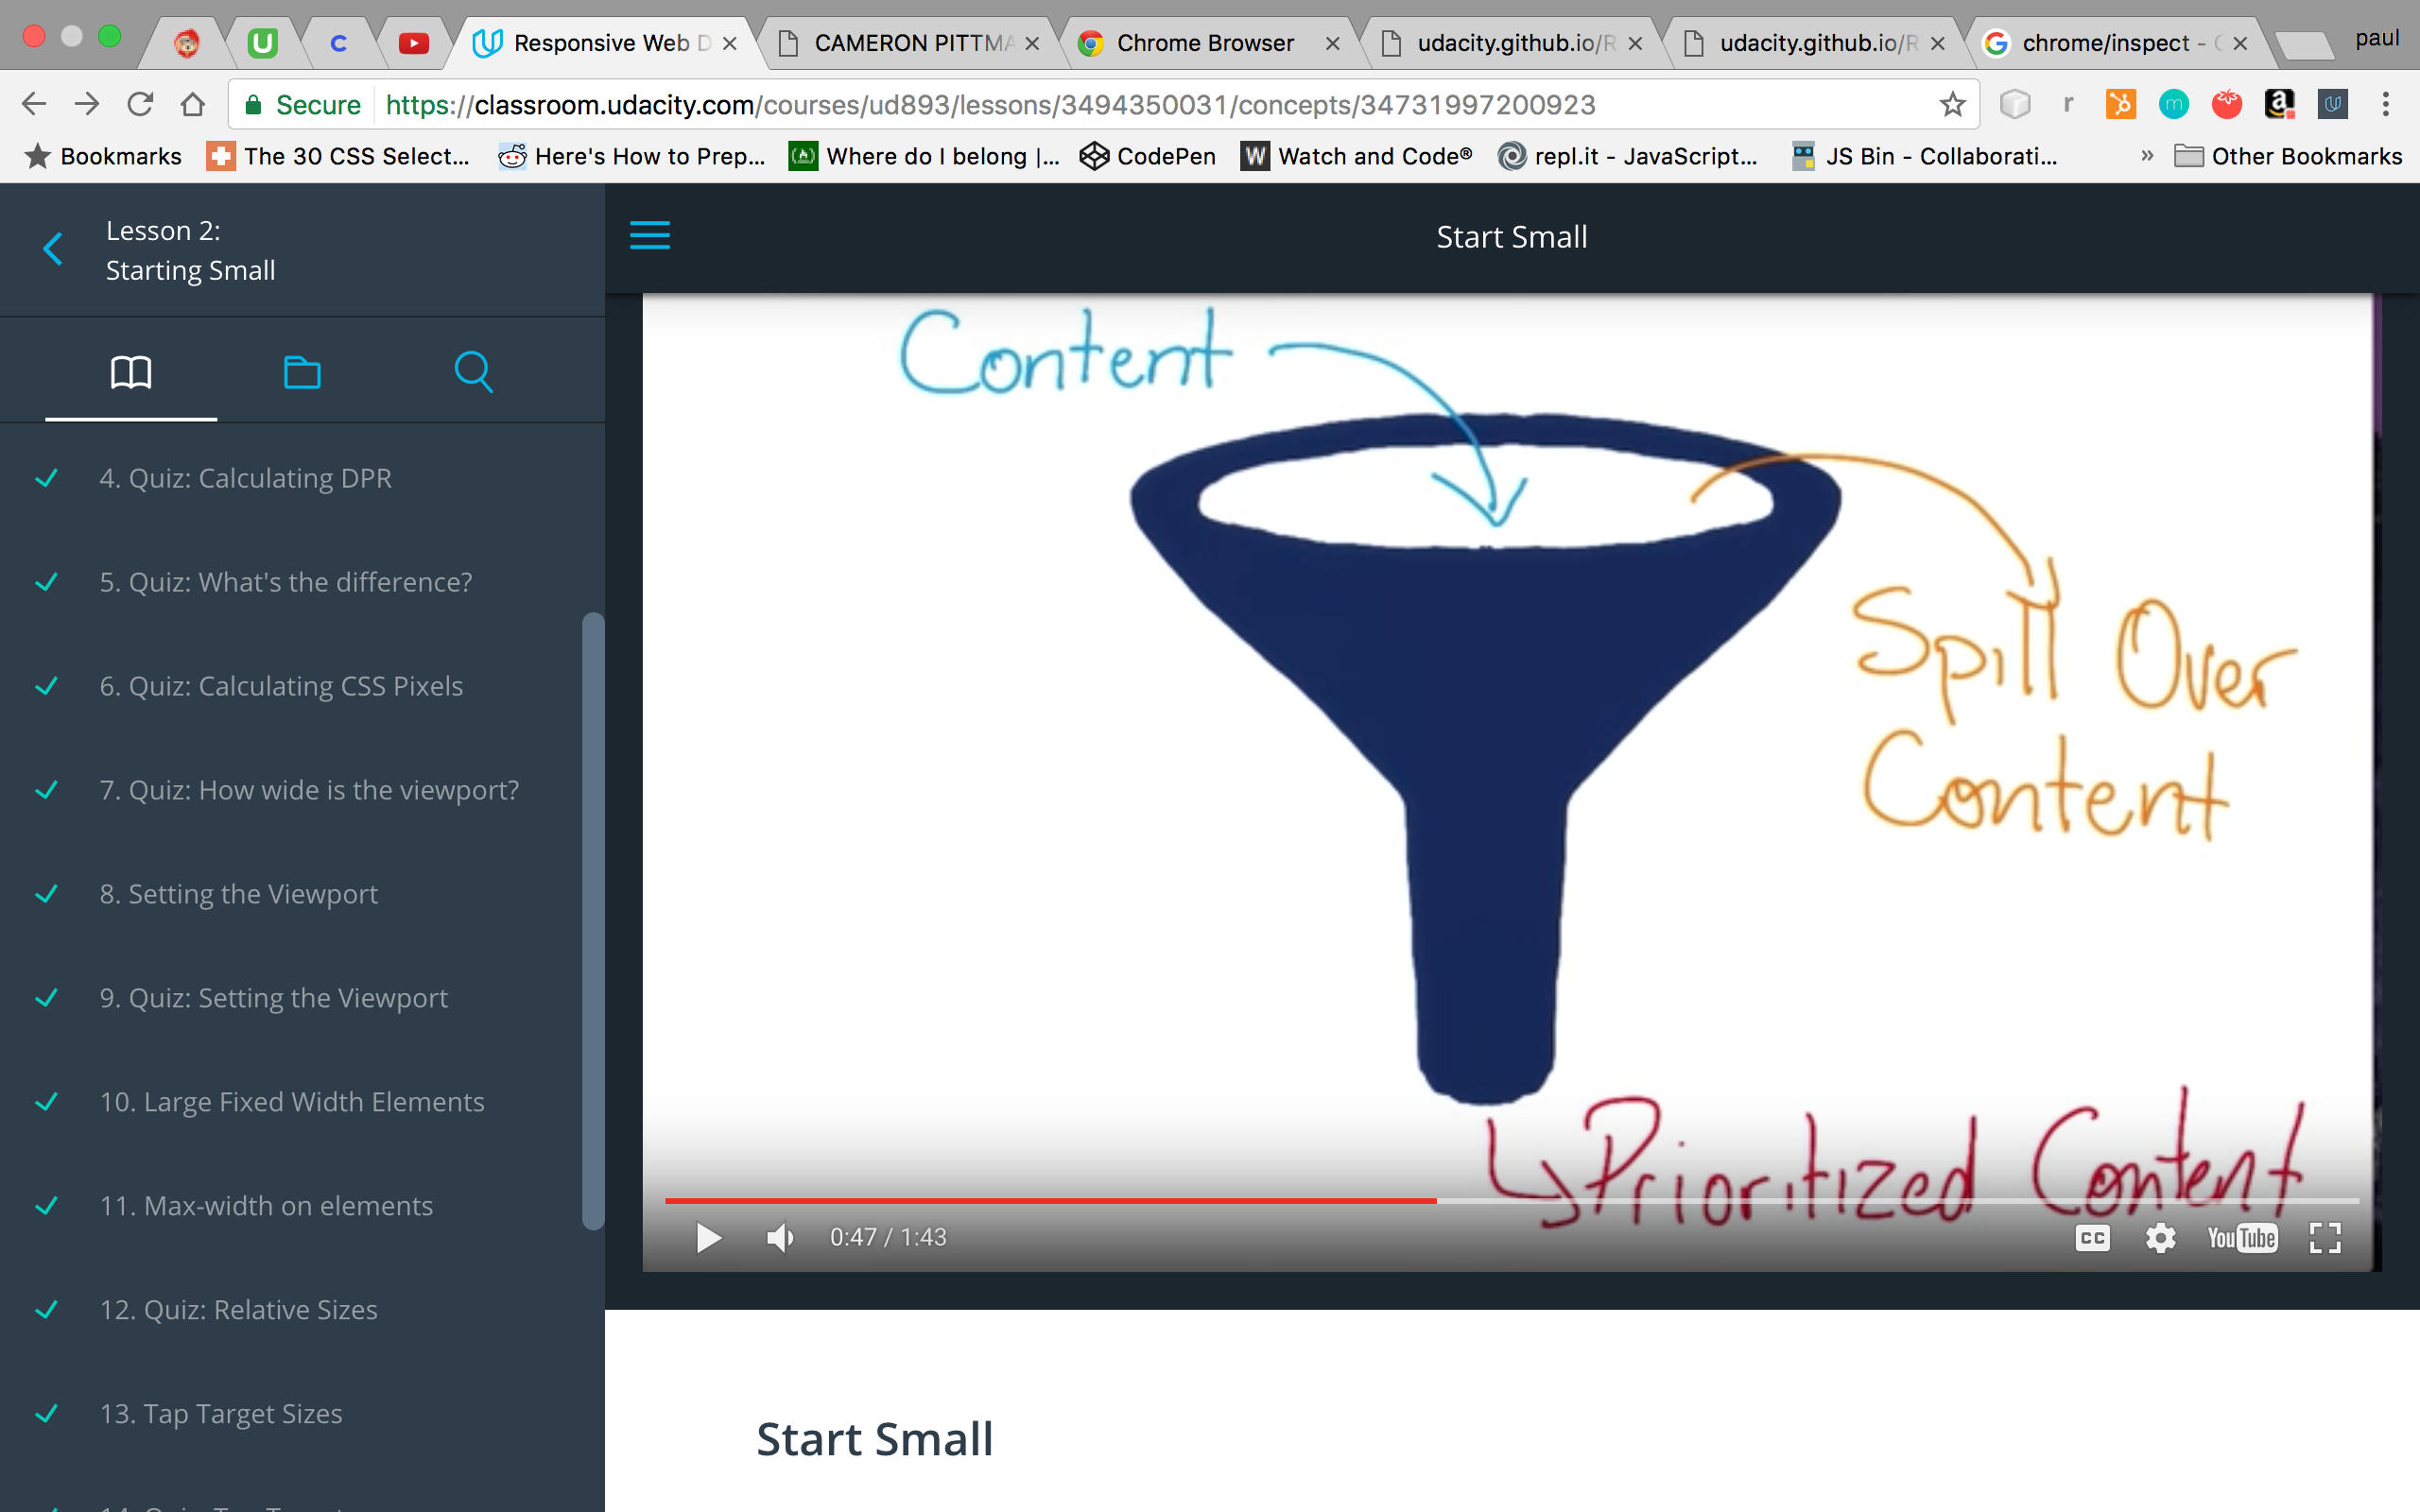 Responsive Web D
CAMERON PITTMA
Chrome Browser
udacity.github.io/R
udacity.github.io/R
chrome/inspect -
paul
Secure
https://classroom.udacity.com/courses/ud893/lessons/3494350031/concepts/34731997200923
Bookmarks
The 30 CSS Select...
Here's How to Prep...
Where do I belong |...
CodePen
Watch and Code®
repl.it - JavaScript...
JS Bin - Collaborati...
»
Other Bookmarks
Lesson 2:
Starting Small
Start Small
4. Quiz: Calculating DPR
5. Quiz: What's the difference?
6. Quiz: Calculating CSS Pixels
7. Quiz: How wide is the viewport?
8. Setting the Viewport
9. Quiz: Setting the Viewport
10. Large Fixed Width Elements
11. Max-width on elements
12. Quiz: Relative Sizes
13. Tap Target Sizes
Content
Spill Over
Content
Prioritized Content
0:47 / 1:43
CC
YouTube
Start Small